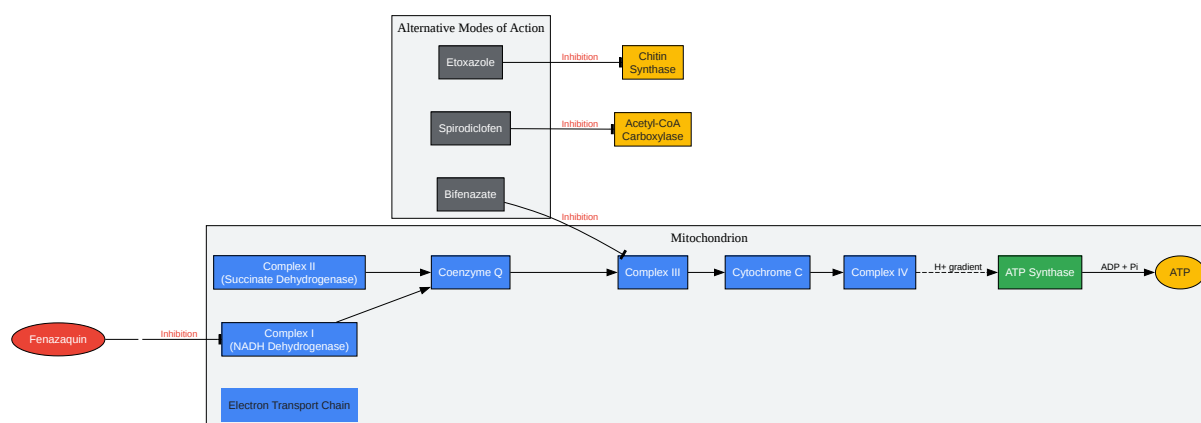 Alternative Modes of Action
Etoxazole
Inhibition
Chitin
Synthase
Spirodiclofen
Inhibition
Acetyl-CoA
Carboxylase
Bifenazate
Inhibition
Mitochondrion
Complex II
(Succinate Dehydrogenase)
Coenzyme Q
Complex III
Cytochrome C
Complex IV
H+ gradient
ATP Synthase
ADP + Pi
ATP
Fenazaquin
Inhibition
Complex I
(NADH Dehydrogenase)
Electron Transport Chain